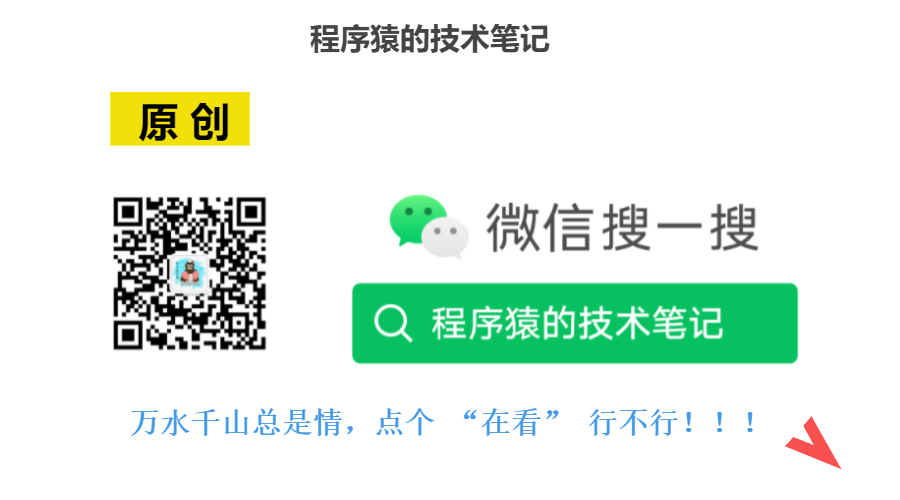 程序猿的技术笔记
原创
微信搜一搜
程序猿的技术笔记
万水千山总是情，点个 “在看” 行不行！！！